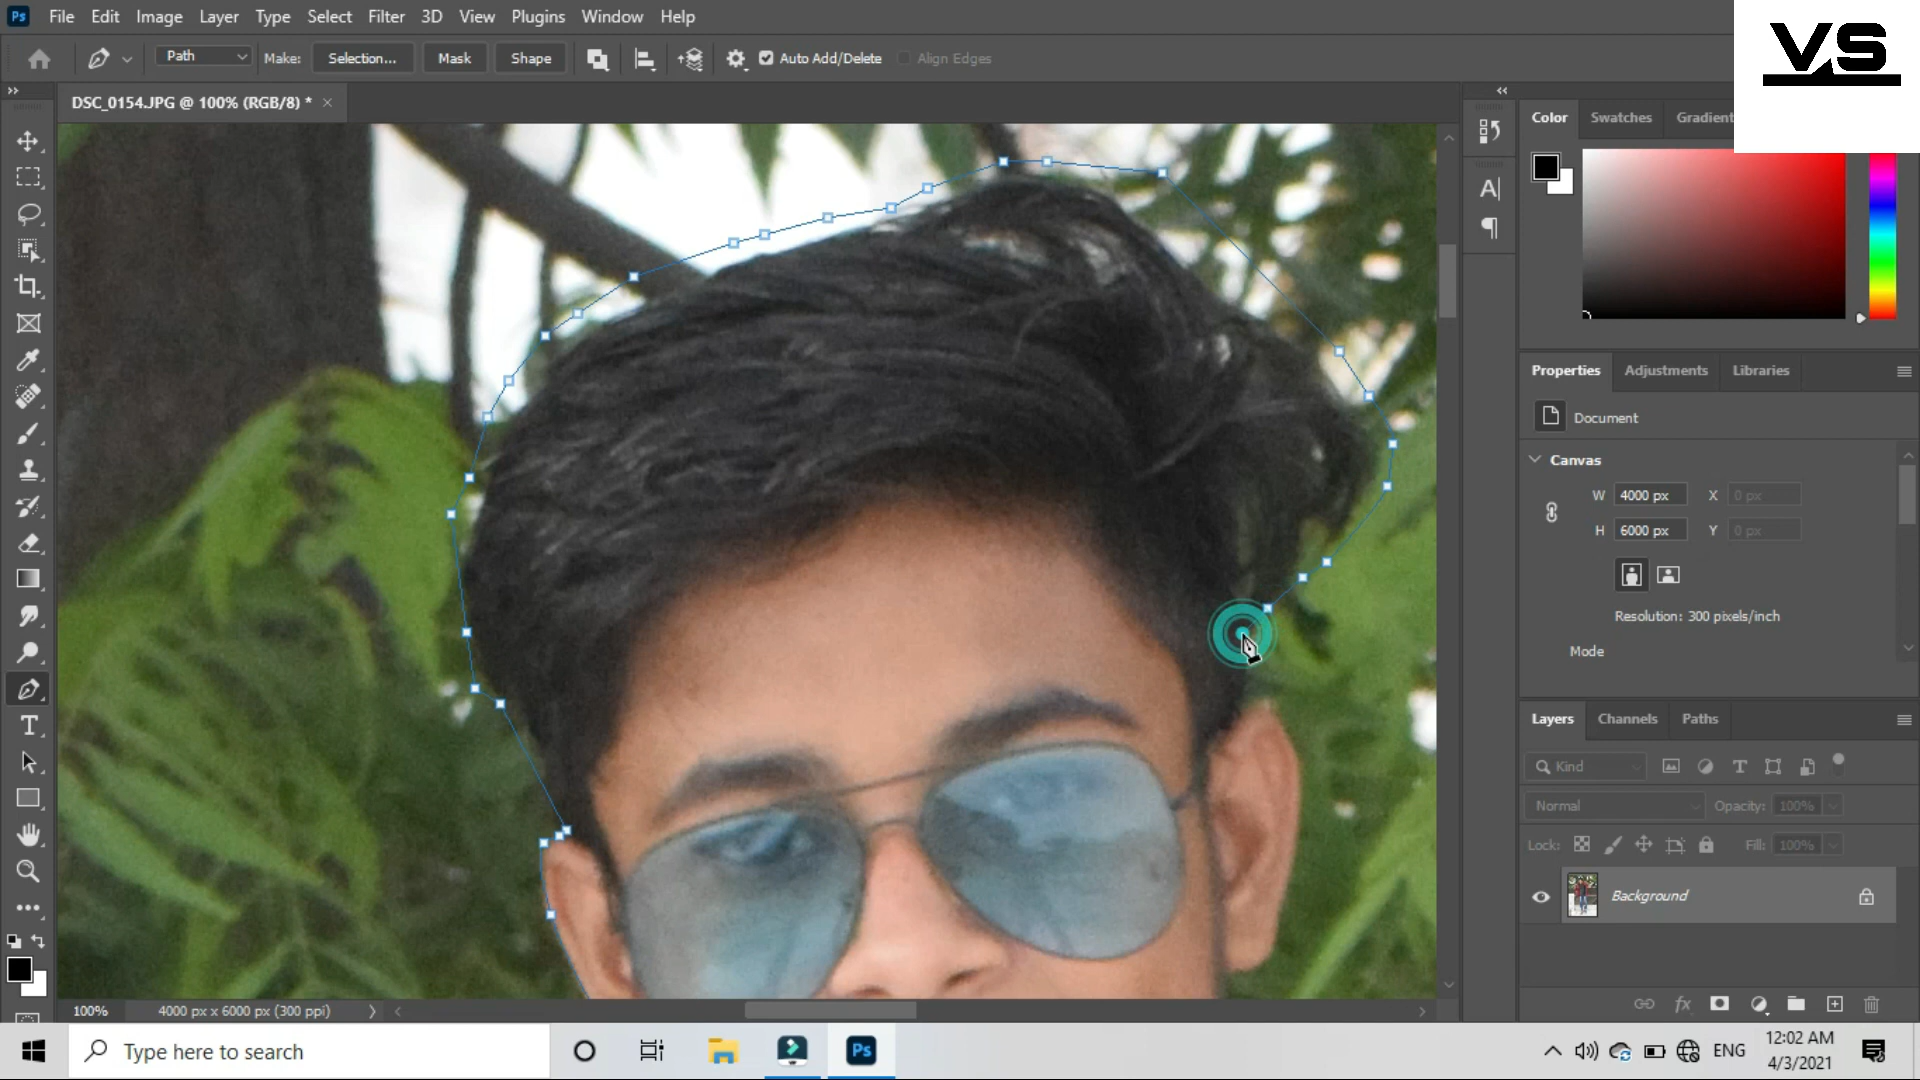 Ps File Edit Image Layer Type Select Filter 3D View Plugins Window Help
VS
Path Make: Selection... Mask Shape Auto Add/Delete Align Edges
DSC_0154.JPG @ 100% (RGB/8) * ×
Color Swatches Gradient
Properties Adjustments Libraries
Document
Canvas
W 4000 px X 0 px
H 6000 px Y 0 px
Resolution: 300 pixels/inch
Mode
Layers Channels Paths
Kind
Normal Opacity: 100%
Lock: Fill: 100%
Background
fx
100% 4000 px x 6000 px (300 ppi)
Type here to search
Ps
ENG
12:02 AM
4/3/2021